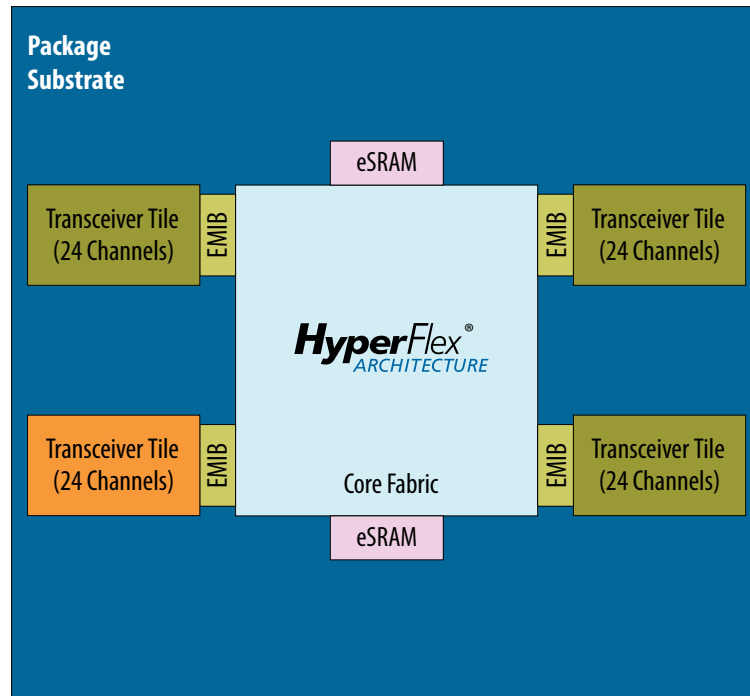 Package
Substrate
eSRAM
Transceiver Tile
(24 Channels)
EMIB
EMIB
Transceiver Tile
(24 Channels)
HyperFlex®
ARCHITECTURE
Transceiver Tile
(24 Channels)
EMIB
Core Fabric
EMIB
Transceiver Tile
(24 Channels)
eSRAM